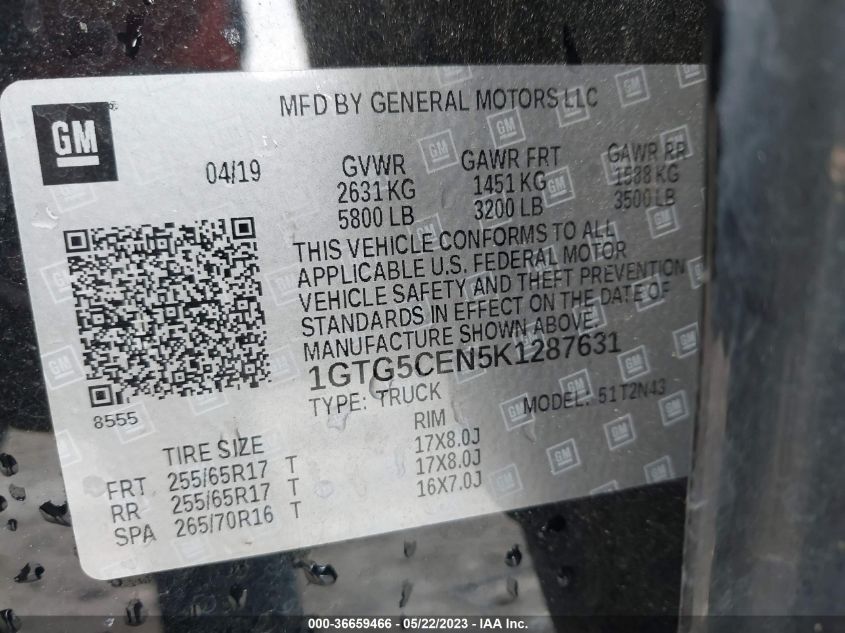 GM
MFD BY GENERAL MOTORS LLC
04/19 GVWR GAWR FRT GAWR RR
2631 KG 1451 KG 1588 KG
5800 LB 3200 LB 3500 LB
THIS VEHICLE CONFORMS TO ALL
APPLICABLE U.S. FEDERAL MOTOR
VEHICLE SAFETY AND THEFT PREVENTION
STANDARDS IN EFFECT ON THE DATE OF
MANUFACTURE SHOWN ABOVE.
1GTG5CEN5K1287631
8555 TYPE: TRUCK MODEL: 51T2N43
TIRE SIZE RIM
FRT 255/65R17 T 17X8.0J
RR 255/65R17 T 17X8.0J
SPA 265/70R16 T 16X7.0J
000-36659466 - 05/22/2023 - IAA Inc.